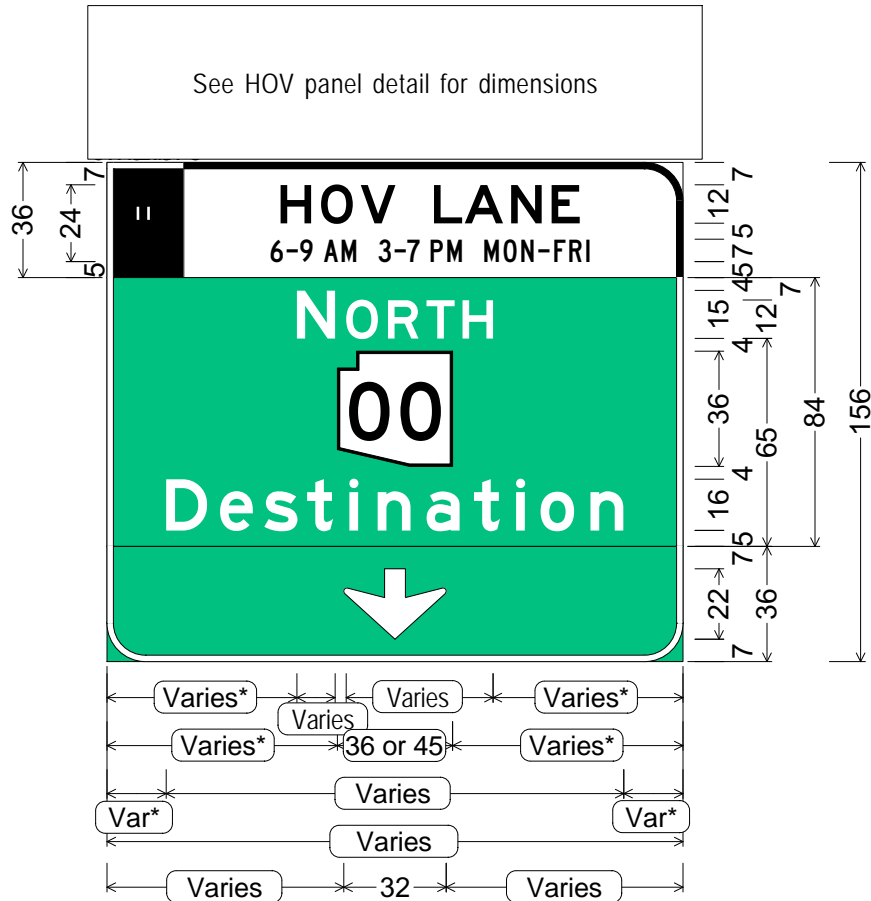 See HOV panel detail for dimensions
HOV LANE
6-9 AM 3-7 PM MON-FRI
NORTH
00
Destination
36
24
7
5
7
12
5
7
5
4
15
4
36
4
16
5
7
22
7
7
12
65
36
84
156
Varies*
Varies
Varies
Varies*
Varies*
36 or 45
Varies*
Var*
Varies
Var*
Varies
Varies
32
Varies